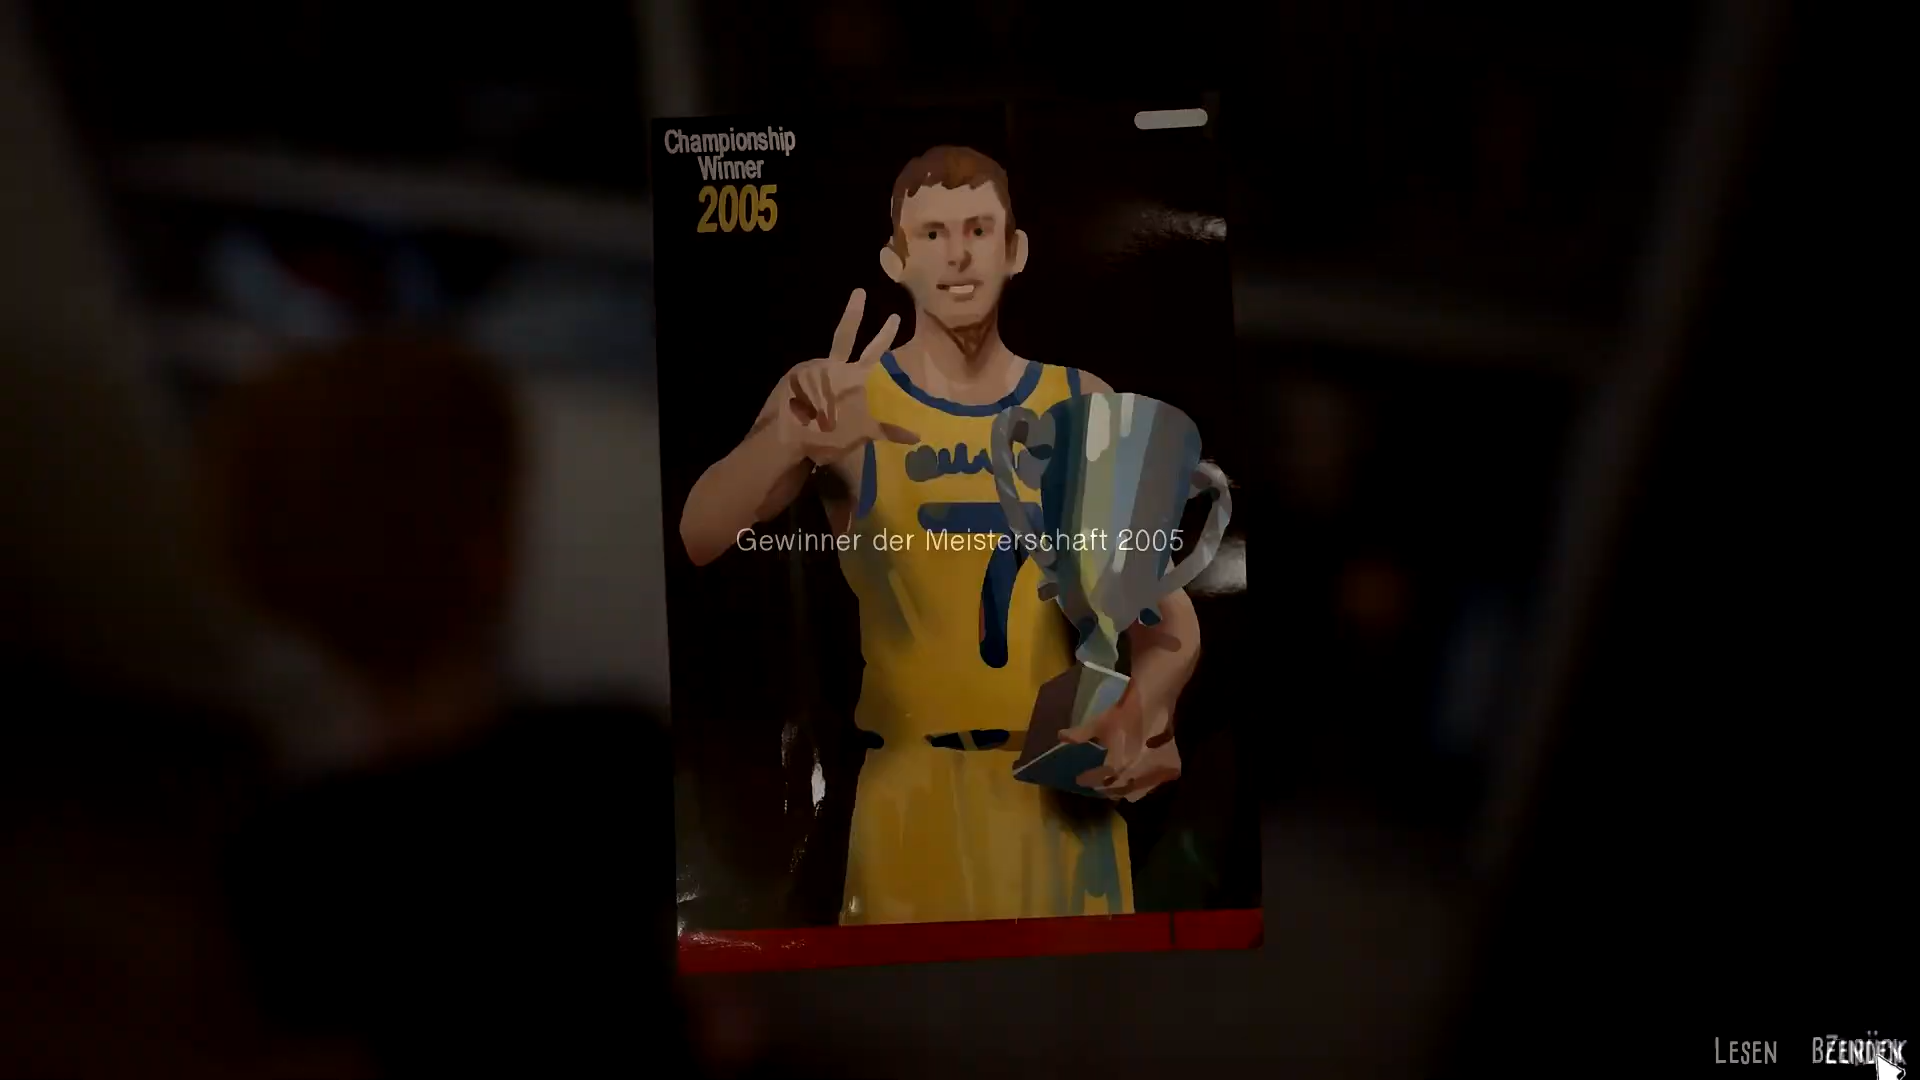 Championship
Winner
2005
7
Gewinner der Meisterschaft 2005
Lesen